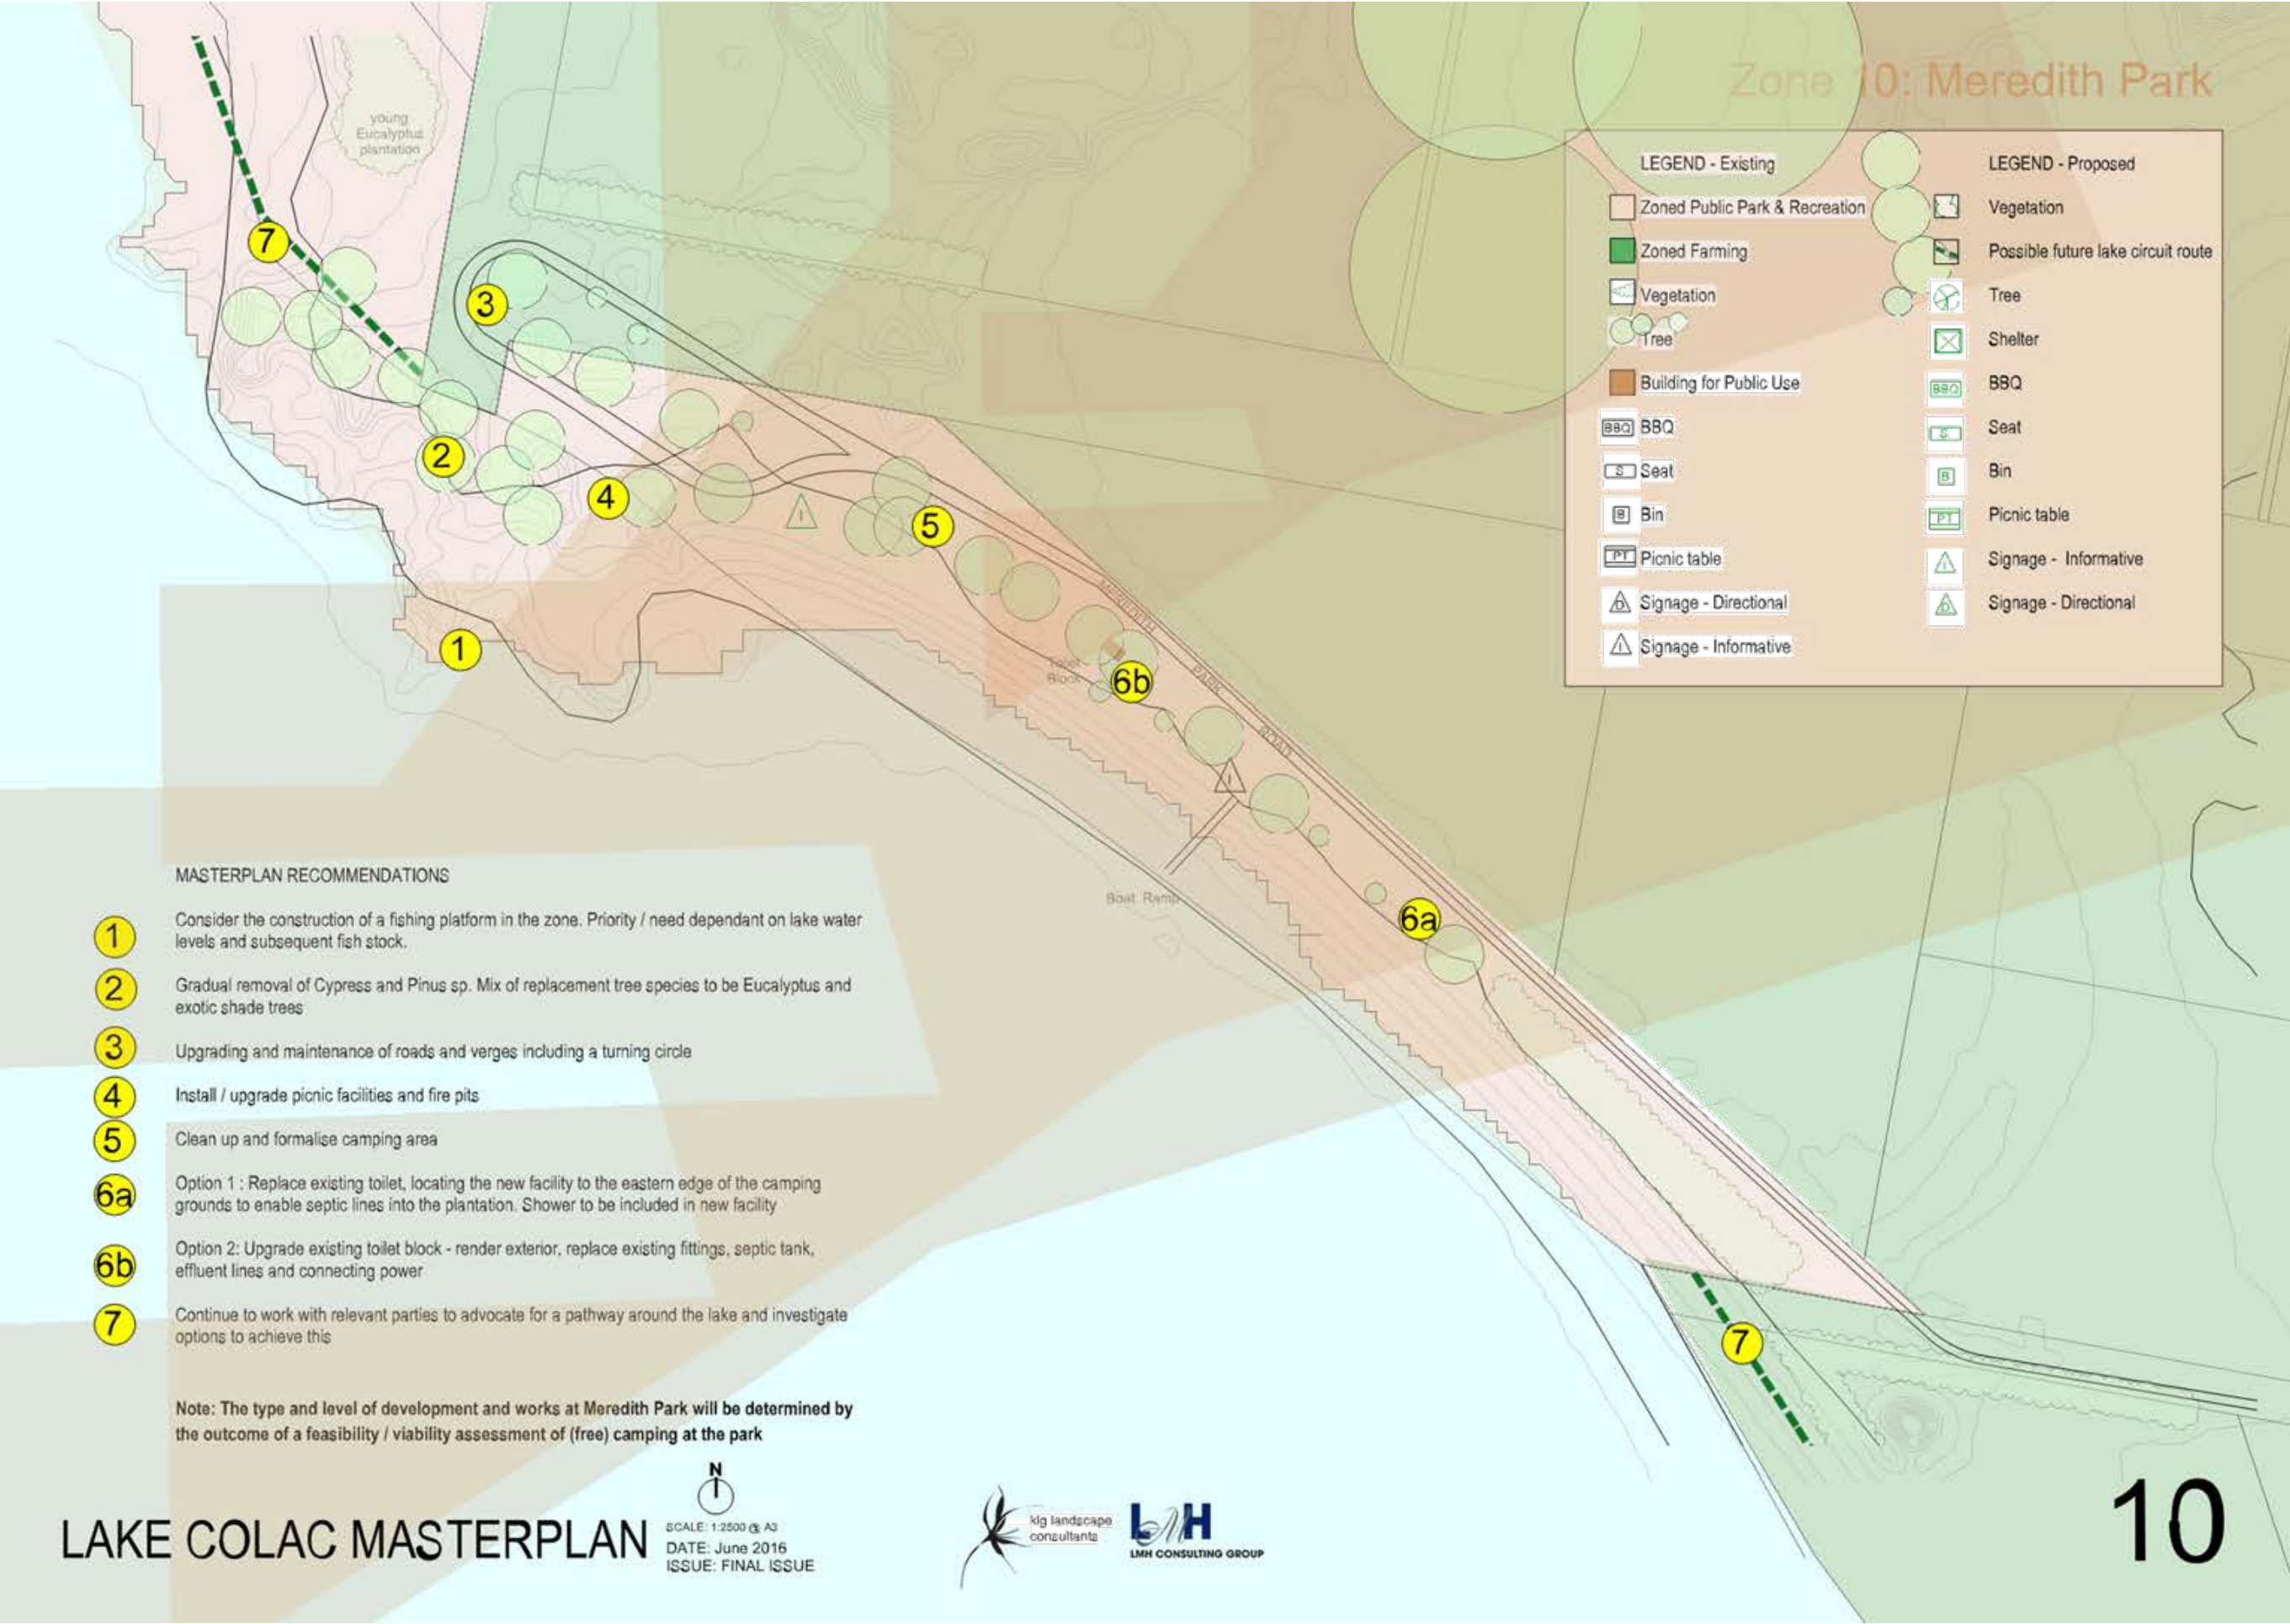 Zone 10: Meredith Park
LEGEND - Existing
Zoned Public Park & Recreation
Zoned Farming
Vegetation
Tree
Building for Public Use
BBQ BBQ
S Seat
B Bin
PT Picnic table
D Signage - Directional
I Signage - Informative
LEGEND - Proposed
Vegetation
Possible future lake circuit route
Tree
Shelter
BBQ BBQ
S Seat
B Bin
PT Picnic table
I Signage - Informative
D Signage - Directional
young
Eucalyptus
plantation
7
3
2
4
I
5
1
MEREDITH PARK ROAD
Toilet
Block
6b
I
Boat Ramp
6a
7
MASTERPLAN RECOMMENDATIONS
1 Consider the construction of a fishing platform in the zone. Priority / need dependant on lake water
levels and subsequent fish stock.
2 Gradual removal of Cypress and Pinus sp. Mix of replacement tree species to be Eucalyptus and
exotic shade trees
3 Upgrading and maintenance of roads and verges including a turning circle
4 Install / upgrade picnic facilities and fire pits
5 Clean up and formalise camping area
6a Option 1 : Replace existing toilet, locating the new facility to the eastern edge of the camping
grounds to enable septic lines into the plantation. Shower to be included in new facility
6b Option 2: Upgrade existing toilet block - render exterior, replace existing fittings, septic tank,
effluent lines and connecting power
7 Continue to work with relevant parties to advocate for a pathway around the lake and investigate
options to achieve this
Note: The type and level of development and works at Meredith Park will be determined by
the outcome of a feasibility / viability assessment of (free) camping at the park
LAKE COLAC MASTERPLAN
N
SCALE: 1:2500 @ A3
DATE: June 2016
ISSUE: FINAL ISSUE
klg landscape
consultants
LMH
LMH CONSULTING GROUP
10